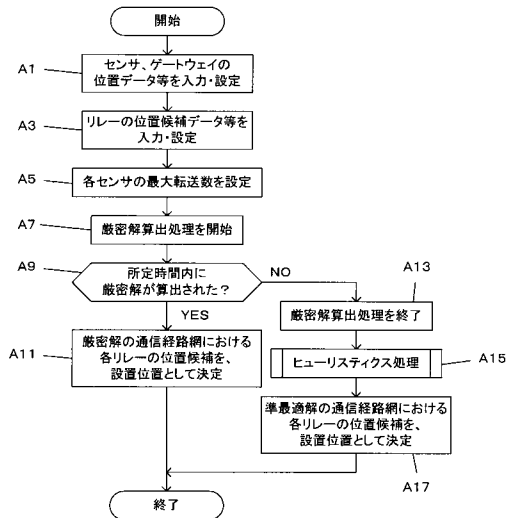 開始
A1
センサ、ゲートウェイの
位置データ等を入力・設定
A3
リレーの位置候補データ等を
入力・設定
A5
各センサの最大転送数を設定
A7
厳密解算出処理を開始
A9
所定時間内に
厳密解が算出された?
NO
YES
A13
厳密解算出処理を終了
A11
厳密解の通信経路網における
各リレーの位置候補を、
設置位置として決定
ヒューリスティクス処理
A15
準最適解の通信経路網における
各リレーの位置候補を、
設置位置として決定
A17
終了